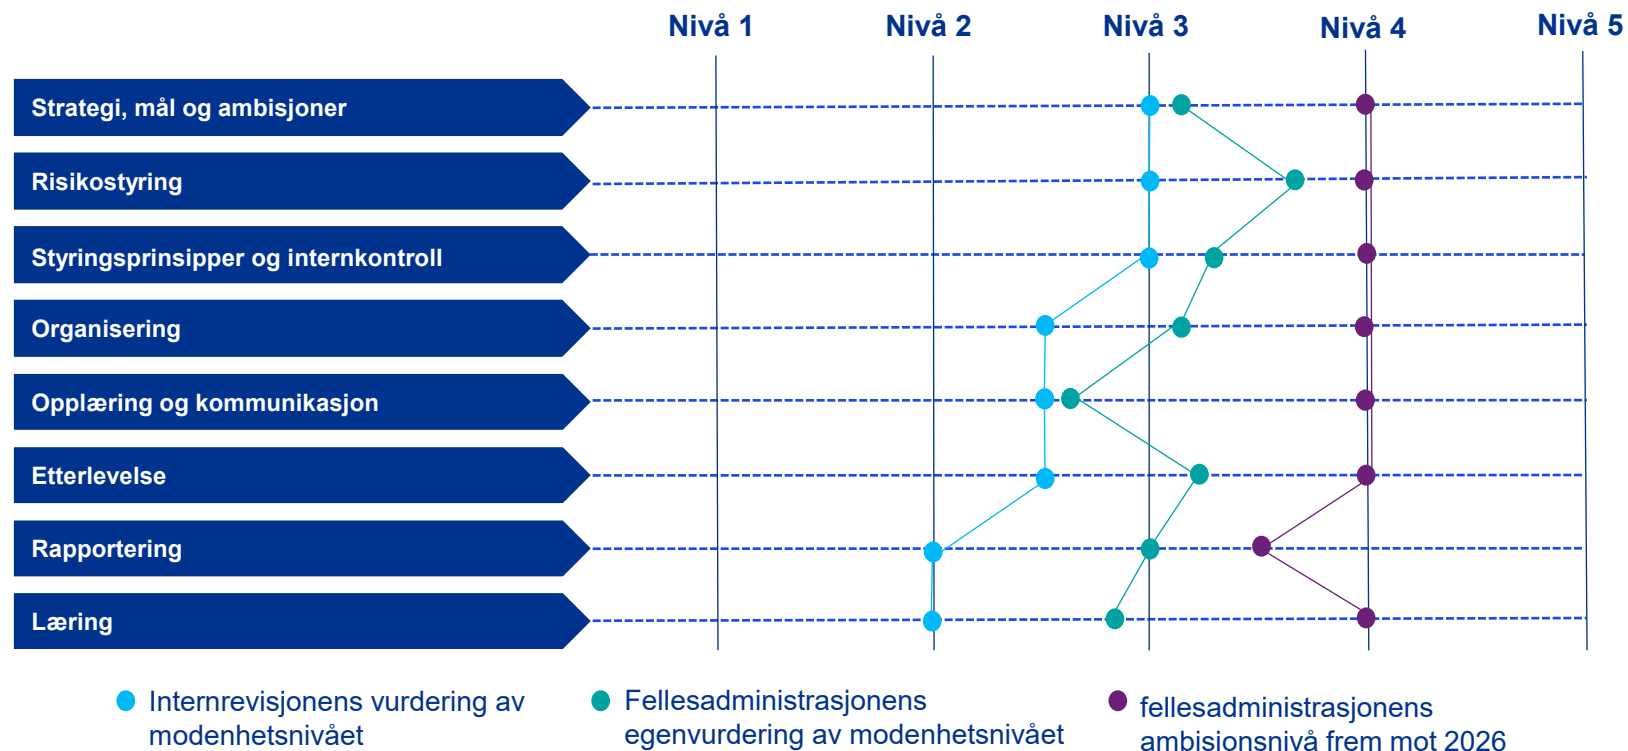 Nivå 1
Nivå 2
Nivå 3
Nivå 4
Nivå 5
Strategi, mål og ambisjoner
Risikostyring
Styringsprinsipper og internkontroll
Organisering
Opplæring og kommunikasjon
Etterlevelse
Rapportering
Læring
Internrevisjonens vurdering av
modenhetsnivået
Fellesadministrasjonens
egenvurdering av modenhetsnivået
fellesadministrasjonens
ambisionsnivå frem mot 2026